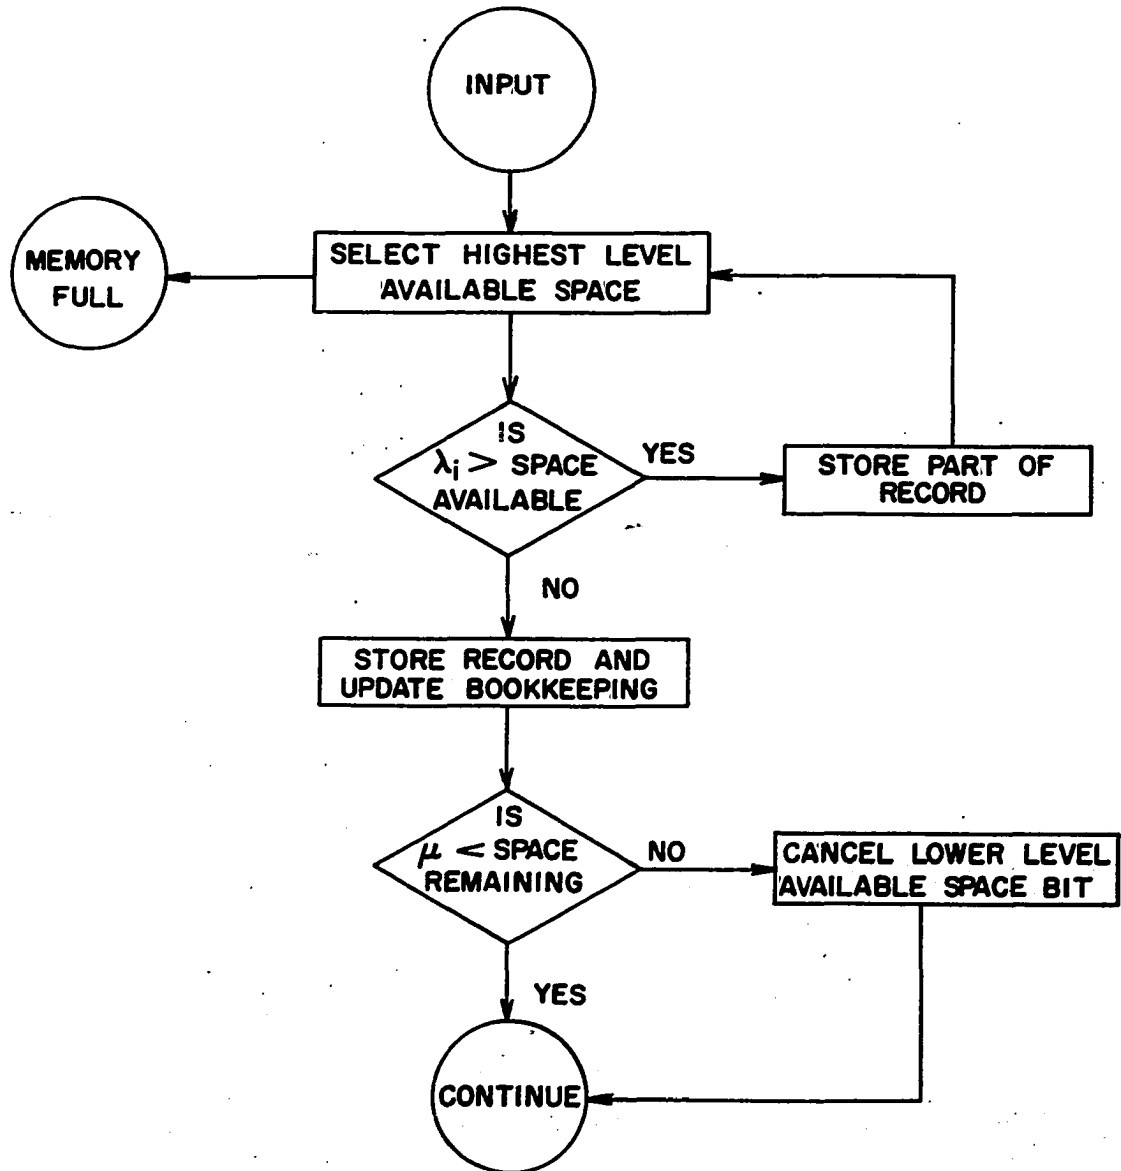 INPUT
SELECT HIGHEST LEVEL
AVAILABLE SPACE
MEMORY
FULL
IS
λi > SPACE
AVAILABLE
YES
STORE PART OF
RECORD
NO
STORE RECORD AND
UPDATE BOOKKEEPING
IS
μ < SPACE
REMAINING
NO
CANCEL LOWER LEVEL
AVAILABLE SPACE BIT
YES
CONTINUE